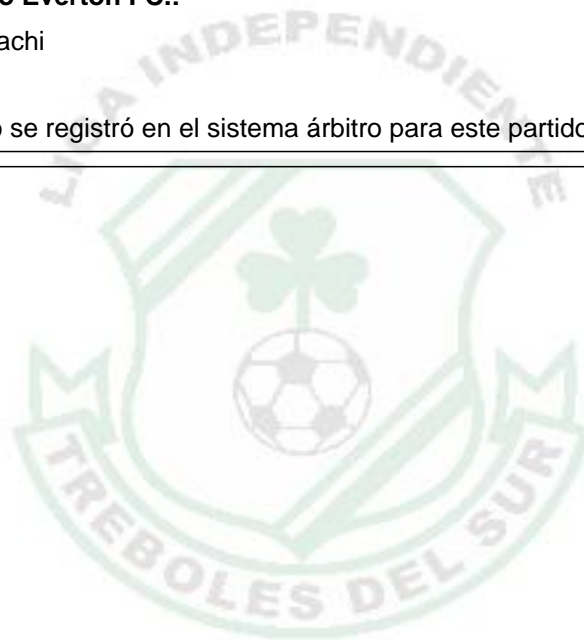 Everton FC..
achi
LIGA INDEPENDIENTE
se registró en el sistema árbitro para este partido
TREBOLES DEL SUR